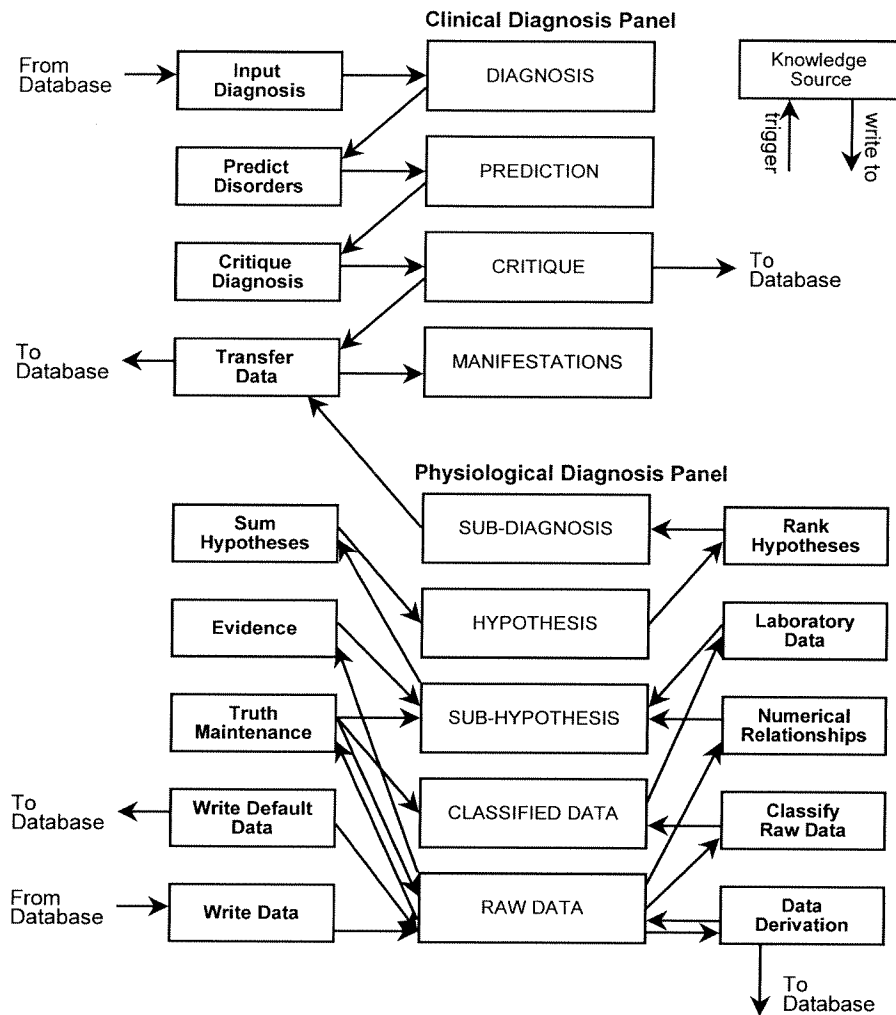 Clinical Diagnosis Panel
From
Database
Input
Diagnosis
DIAGNOSIS
Knowledge
Source
trigger
write to
Predict
Disorders
PREDICTION
Critique
Diagnosis
CRITIQUE
To
Database
To
Database
Transfer
Data
MANIFESTATIONS
Physiological Diagnosis Panel
Sum
Hypotheses
SUB-DIAGNOSIS
Rank
Hypotheses
Evidence
HYPOTHESIS
Laboratory
Data
Truth
Maintenance
SUB-HYPOTHESIS
Numerical
Relationships
To
Database
Write Default
Data
CLASSIFIED DATA
Classify
Raw Data
From
Database
Write Data
RAW DATA
Data
Derivation
To
Database